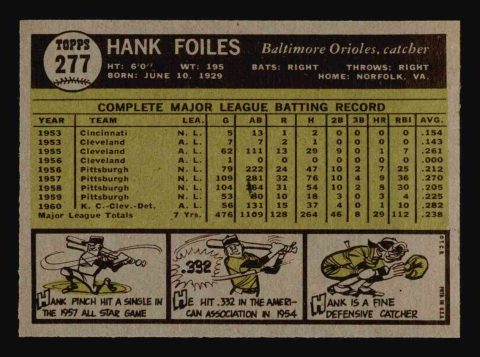 TOPPS
277
HANK FOILES Baltimore Orioles, catcher
HT: 6'0" WT: 195 BATS: RIGHT THROWS: RIGHT
BORN: JUNE 10, 1929 HOME: NORFOLK, VA.
COMPLETE MAJOR LEAGUE BATTING RECORD
YEAR TEAM LEA. G AB R H 2B 3B HR RBI AVG.
1953 Cincinnati N. L. 5 13 1 2 0 0 0 0 .154
1953 Cleveland A. L. 7 7 2 1 0 0 0 0 .143
1955 Cleveland A. L. 62 111 13 29 9 0 1 7 .261
1956 Cleveland A. L. 1 0 0 0 0 0 0 0 .000
1956 Pittsburgh N. L. 79 222 24 47 10 2 7 25 .212
1957 Pittsburgh N. L. 109 281 32 76 10 4 9 36 .270
1958 Pittsburgh N. L. 104 264 31 54 10 2 8 30 .205
1959 Pittsburgh N. L. 53 80 10 18 3 0 3 4 .225
1960 K. C.-Clev.-Det. A. L. 56 131 15 37 4 0 1 10 .282
Major League Totals 7 Yrs. 476 1109 128 264 46 8 29 112 .238
.332
HANK PINCH HIT A SINGLE IN
THE 1957 ALL STAR GAME
HE HIT .332 IN THE AMERI-
CAN ASSOCIATION IN 1954
HANK IS A FINE
DEFENSIVE CATCHER
© T.C.G. PRTD. IN U.S.A.